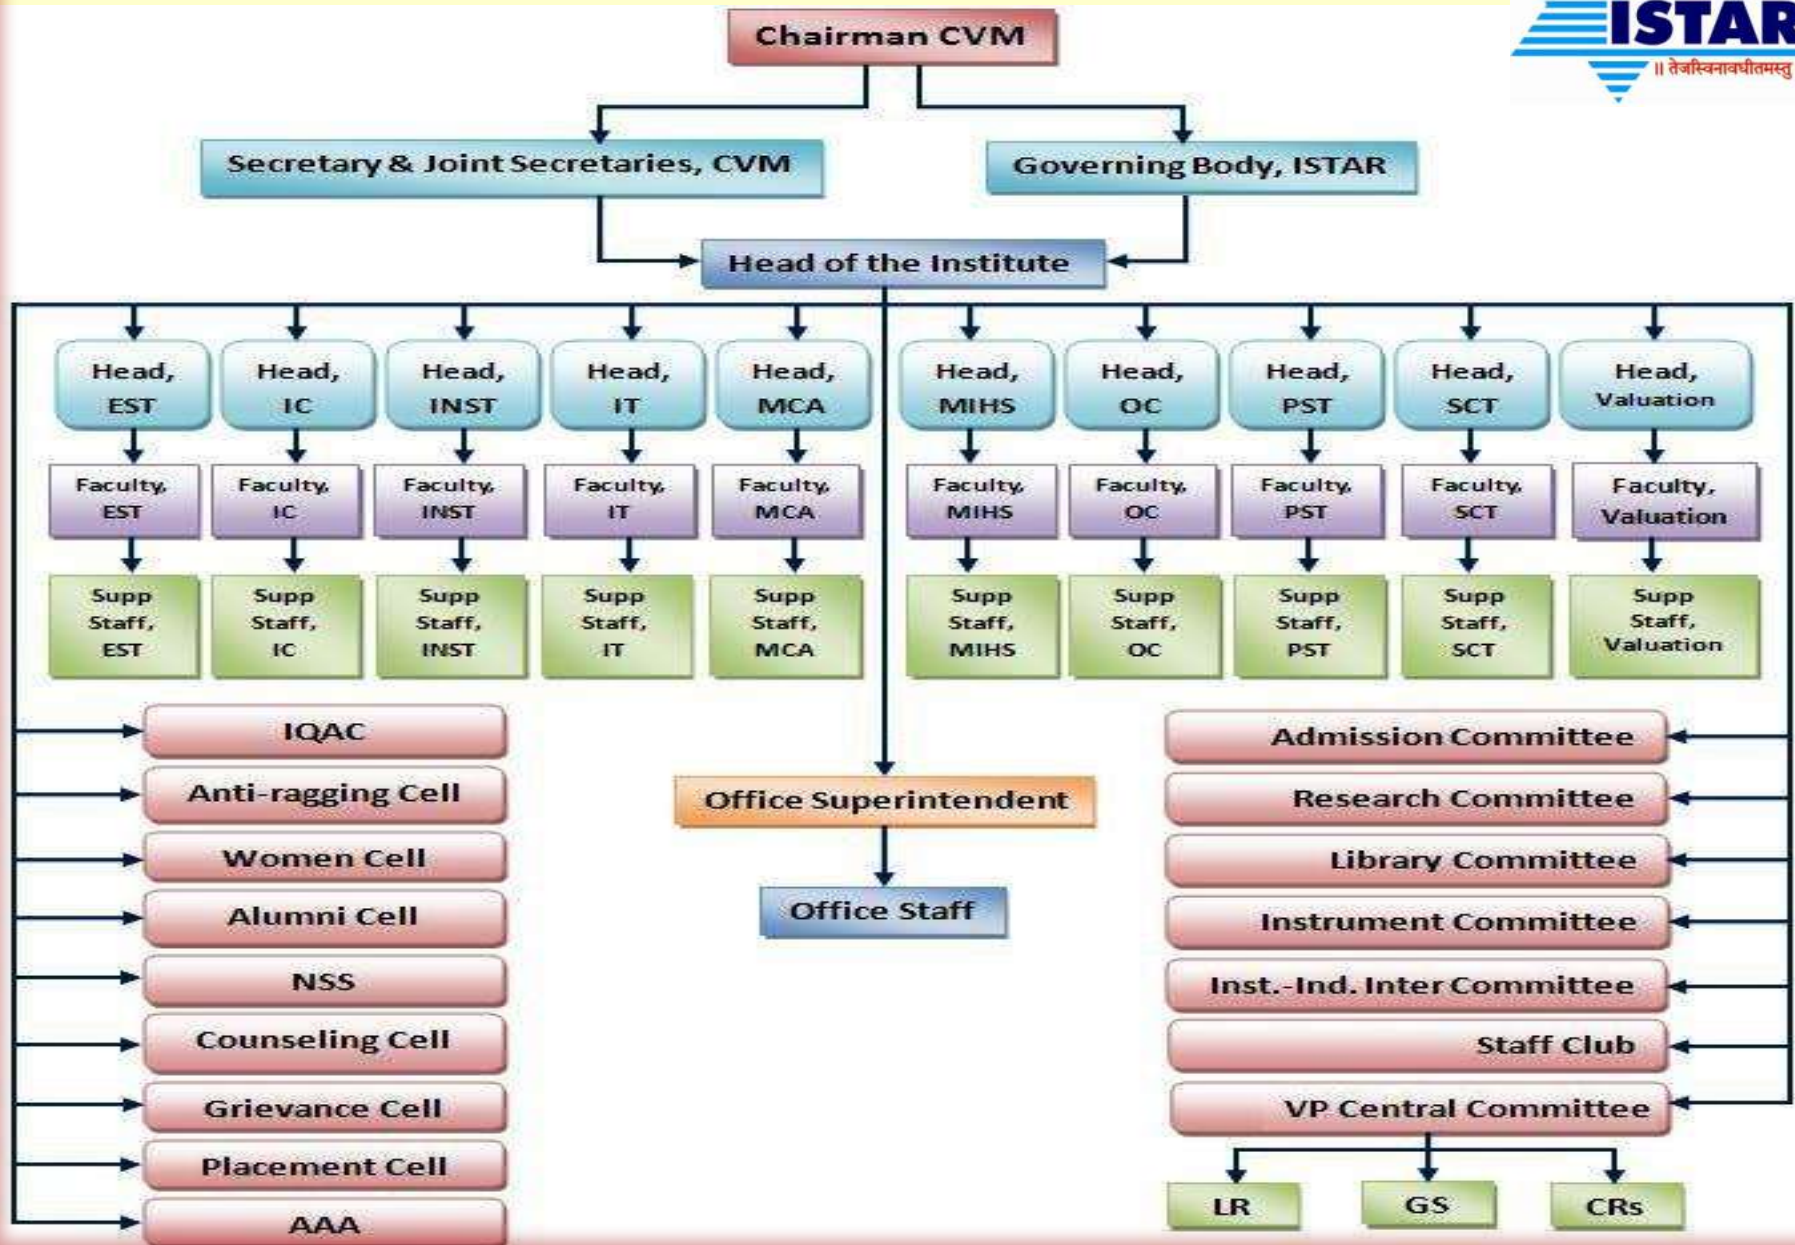 ISTAR
॥ तेजस्विनावधीतमस्तु
Chairman CVM
Secretary & Joint Secretaries, CVM
Governing Body, ISTAR
Head of the Institute
Head,
EST
Head,
IC
Head,
INST
Head,
IT
Head,
MCA
Head,
MIHS
Head,
OC
Head,
PST
Head,
SCT
Head,
Valuation
Faculty,
EST
Faculty,
IC
Faculty,
INST
Faculty,
IT
Faculty,
MCA
Faculty,
MIHS
Faculty,
OC
Faculty,
PST
Faculty,
SCT
Faculty,
Valuation
Supp
Staff,
EST
Supp
Staff,
IC
Supp
Staff,
INST
Supp
Staff,
IT
Supp
Staff,
MCA
Supp
Staff,
MIHS
Supp
Staff,
OC
Supp
Staff,
PST
Supp
Staff,
SCT
Supp
Staff,
Valuation
IQAC
Anti-ragging Cell
Women Cell
Alumni Cell
NSS
Counseling Cell
Grievance Cell
Placement Cell
AAA
Office Superintendent
Office Staff
Admission Committee
Research Committee
Library Committee
Instrument Committee
Inst.-Ind. Inter Committee
Staff Club
VP Central Committee
LR
GS
CRs